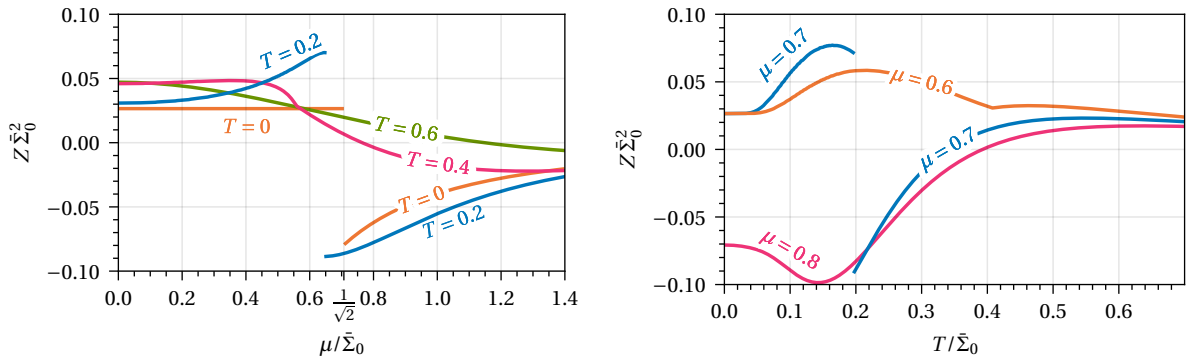 0.10
0.05
0.00
−0.05
−0.10
Z Σ̄₀²
T = 0.2
T = 0
T = 0.6
T = 0.4
T = 0
T = 0.2
0.0 0.2 0.4 0.6 1/√2 0.8 1.0 1.2 1.4
μ/Σ̄₀
0.10
0.05
0.00
−0.05
−0.10
Z Σ̄₀²
μ = 0.7
μ = 0.6
μ = 0.7
μ = 0.8
0.0 0.1 0.2 0.3 0.4 0.5 0.6
T/Σ̄₀